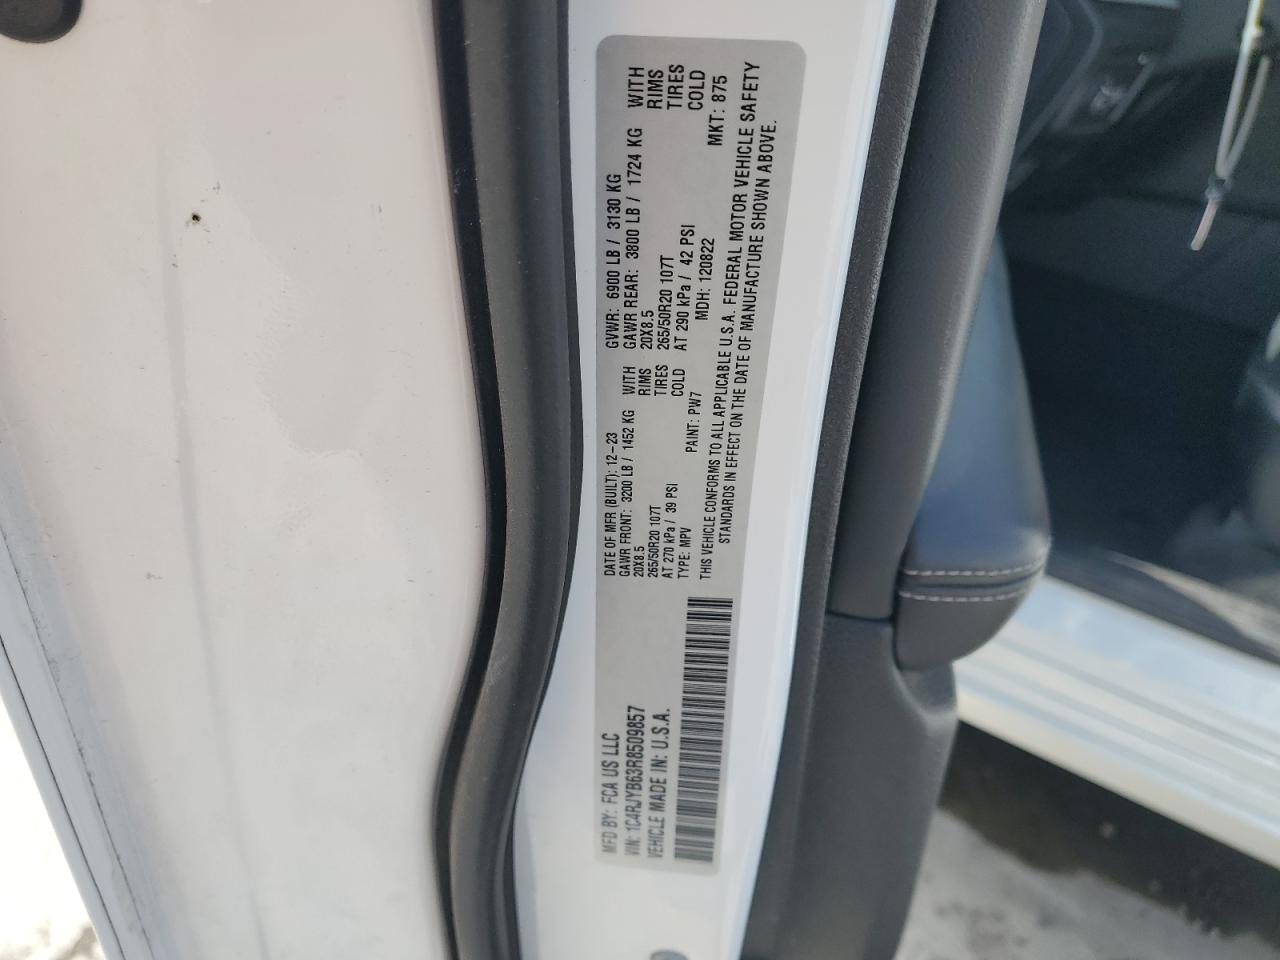 MFD BY: FCA US LLC
VIN: 1C4RJYB63R8509857
VEHICLE MADE IN: U.S.A.
DATE OF MFR (BUILT): 12-23 GVWR: 6900 LB / 3130 KG
GAWR FRONT: 3200 LB / 1452 KG WITH GAWR REAR: 3800 LB / 1724 KG WITH
20X8.5 RIMS 20X8.5 RIMS
265/50R20 107T TIRES 265/50R20 107T TIRES
AT 270 kPa / 39 PSI COLD AT 290 kPa / 42 PSI COLD
TYPE: MPV PAINT: PW7 MDH: 120822 MKT: 875
THIS VEHICLE CONFORMS TO ALL APPLICABLE U.S.A. FEDERAL MOTOR VEHICLE SAFETY
STANDARDS IN EFFECT ON THE DATE OF MANUFACTURE SHOWN ABOVE.